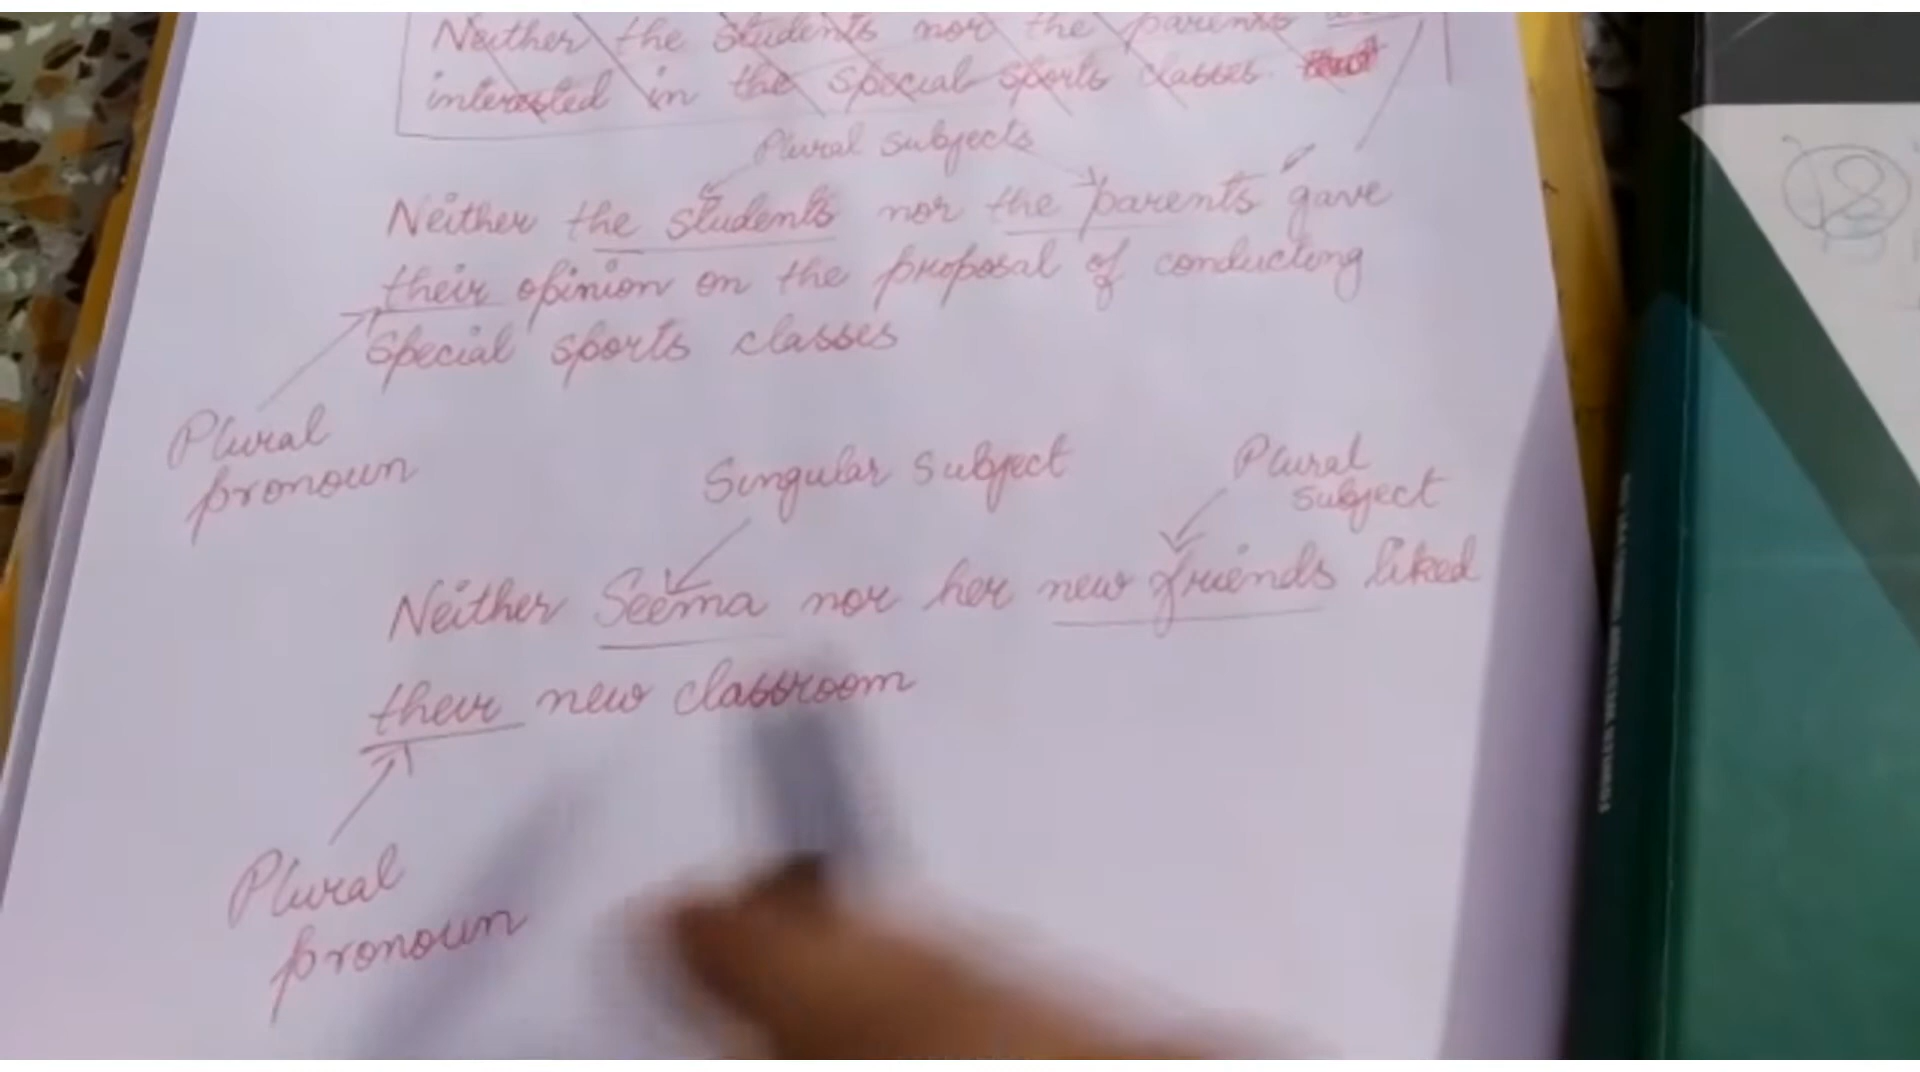 Neither the students nor the parents
interested in the special sports classes
Plural subjects
Neither the students nor the parents gave
their opinion on the proposal of conducting
special sports classes
Plural
pronoun
Singular subject
Plural
subject
Neither Seema nor her new friends liked
their new classroom
Plural
pronoun
18